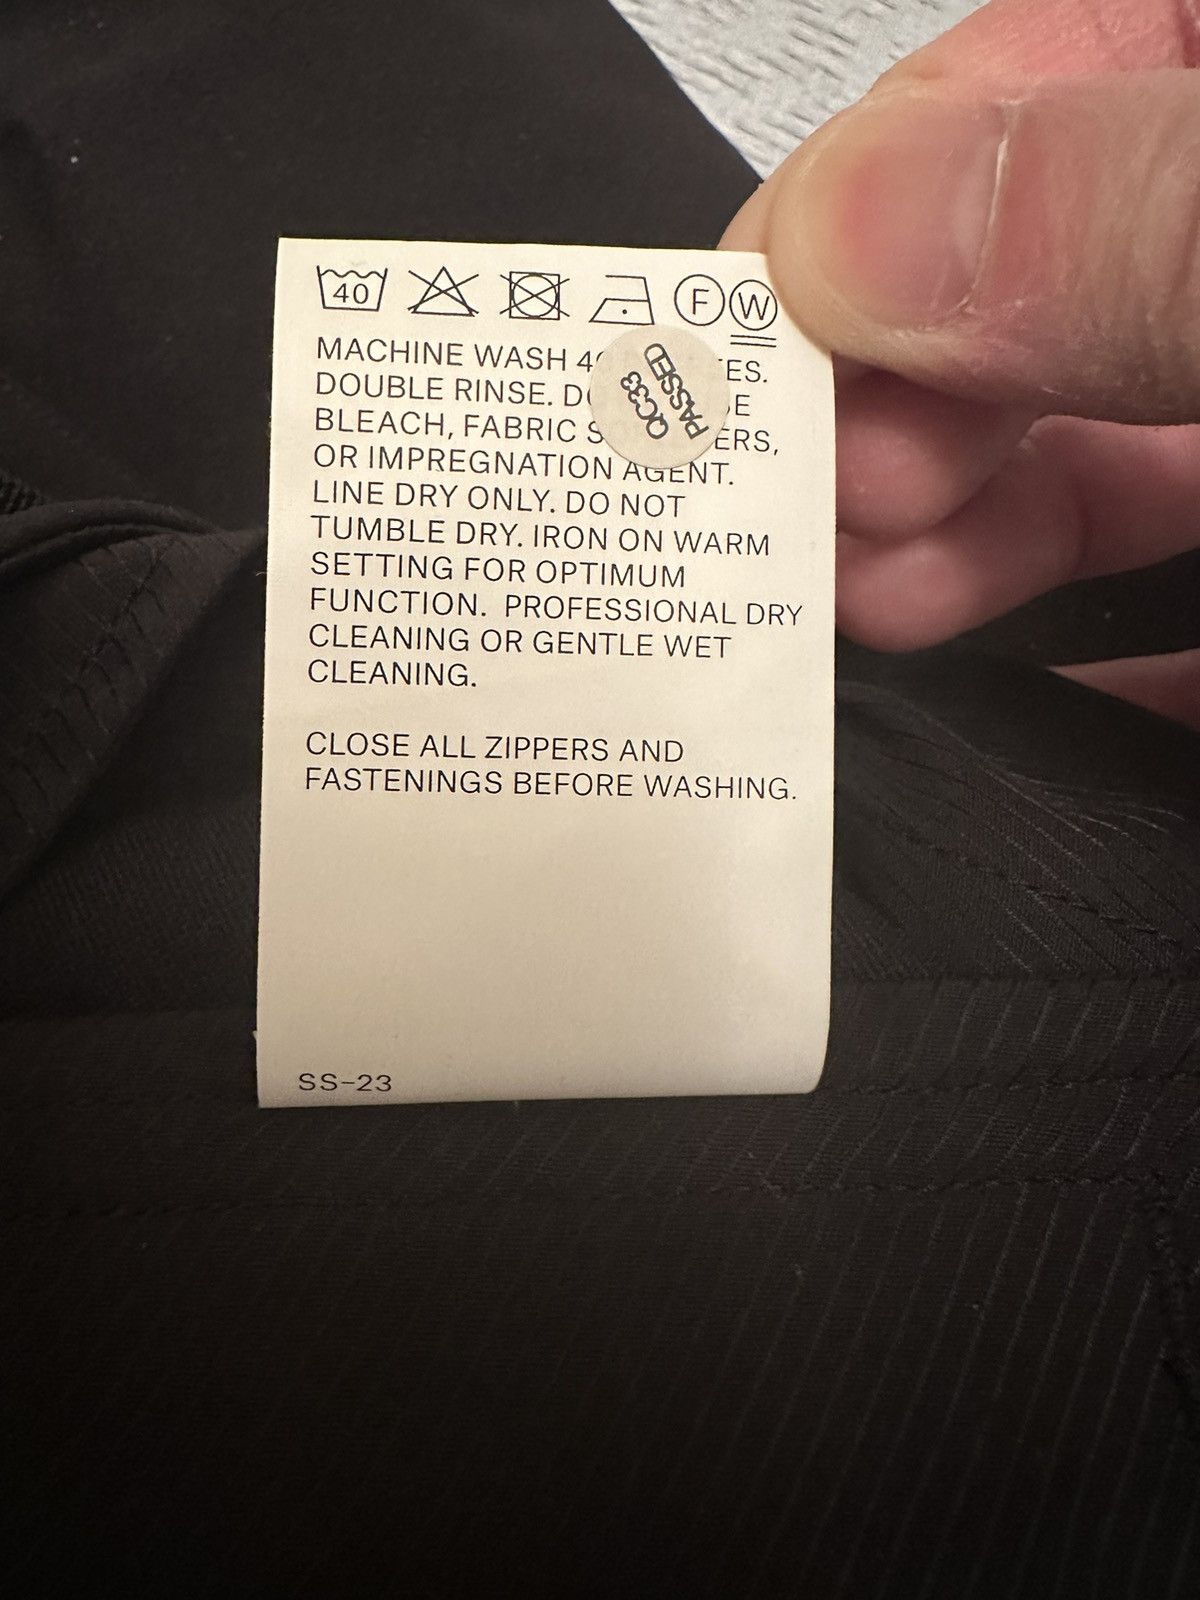 40 F W
MACHINE WASH
DOUBLE RINSE.
BLEACH, FABRIC
OR IMPREGNATION AGENT.
LINE DRY ONLY. DO NOT
TUMBLE DRY. IRON ON WARM
SETTING FOR OPTIMUM
FUNCTION. PROFESSIONAL DRY
CLEANING OR GENTLE WET
CLEANING.
CLOSE ALL ZIPPERS AND
FASTENINGS BEFORE WASHING.
SS-23
QC33
PASSED